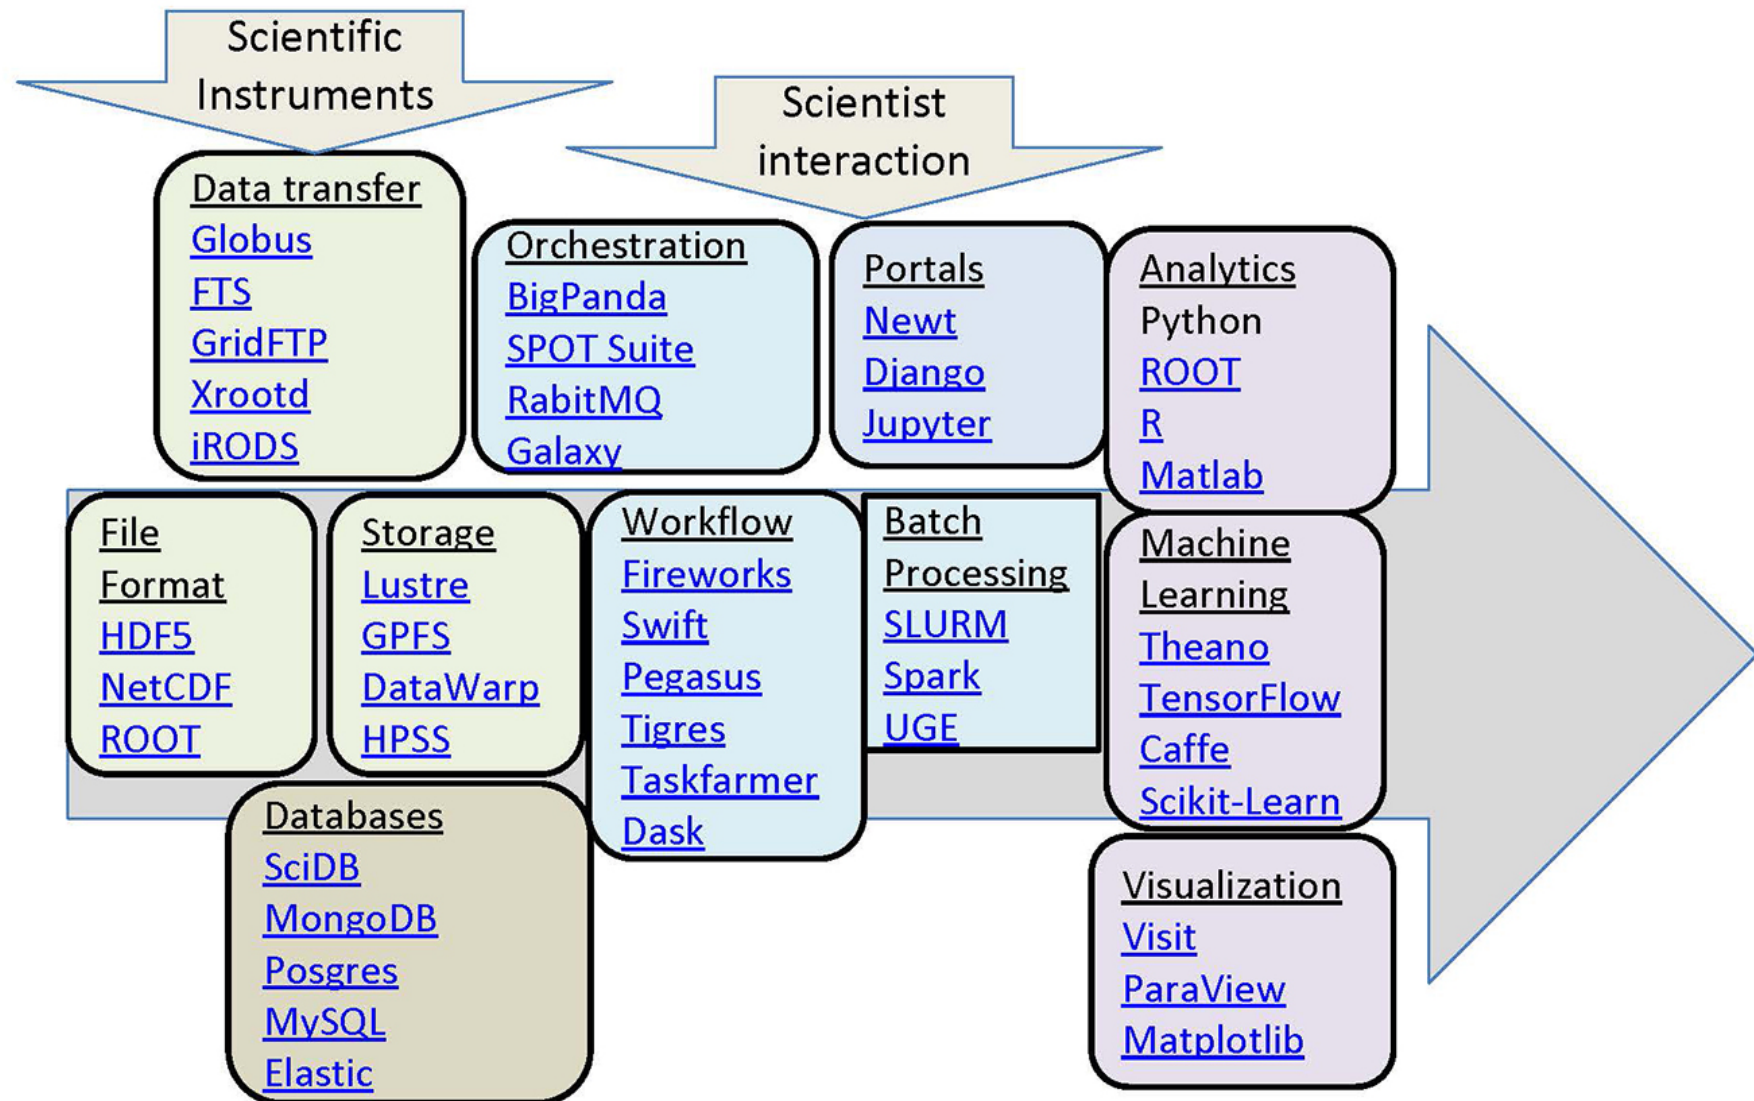 Scientific
Instruments
Scientist
interaction
Data transfer
Globus
FTS
GridFTP
Xrootd
iRODS
Orchestration
BigPanda
SPOT Suite
RabitMQ
Galaxy
Portals
Newt
Django
Jupyter
Analytics
Python
ROOT
R
Matlab
File
Format
HDF5
NetCDF
ROOT
Storage
Lustre
GPFS
DataWarp
HPSS
Workflow
Fireworks
Swift
Pegasus
Tigres
Taskfarmer
Dask
Batch
Processing
SLURM
Spark
UGE
Machine
Learning
Theano
TensorFlow
Caffe
Scikit-Learn
Databases
SciDB
MongoDB
Posgres
MySQL
Elastic
Visualization
Visit
ParaView
Matplotlib